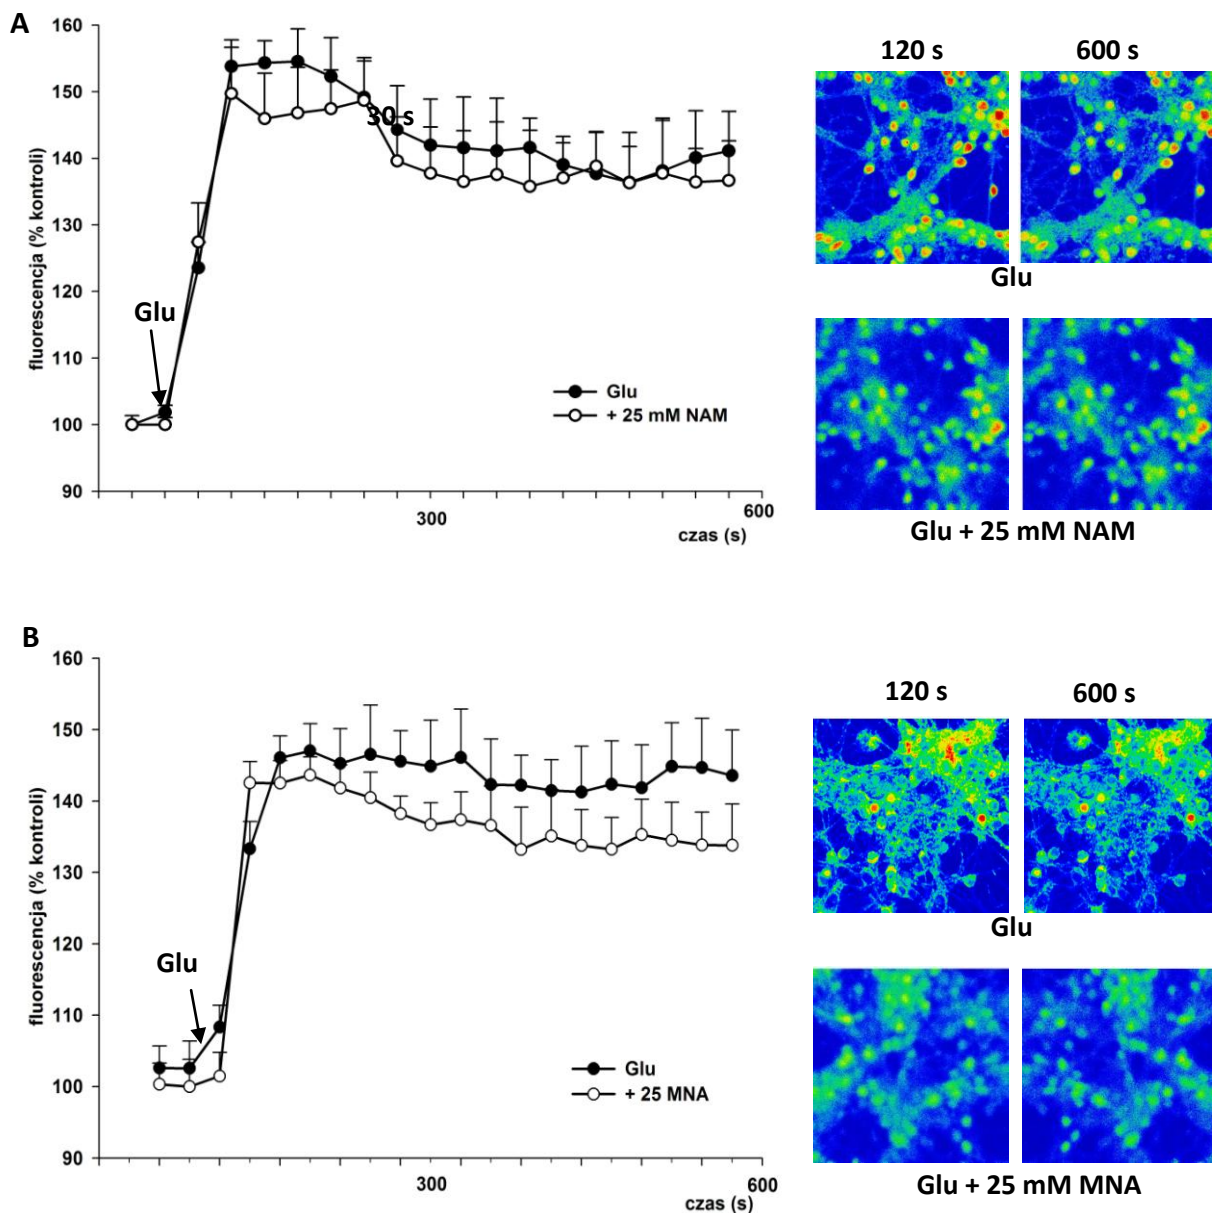 A
160
150
140
130
120
110
100
90
fluorescencja (% kontroli)
Glu
30 s
Glu
+ 25 mM NAM
300
600
czas (s)
120 s
600 s
Glu
Glu + 25 mM NAM
B
160
150
140
130
120
110
100
90
fluorescencja (% kontroli)
Glu
Glu
+ 25 MNA
300
600
czas (s)
120 s
600 s
Glu
Glu + 25 mM MNA